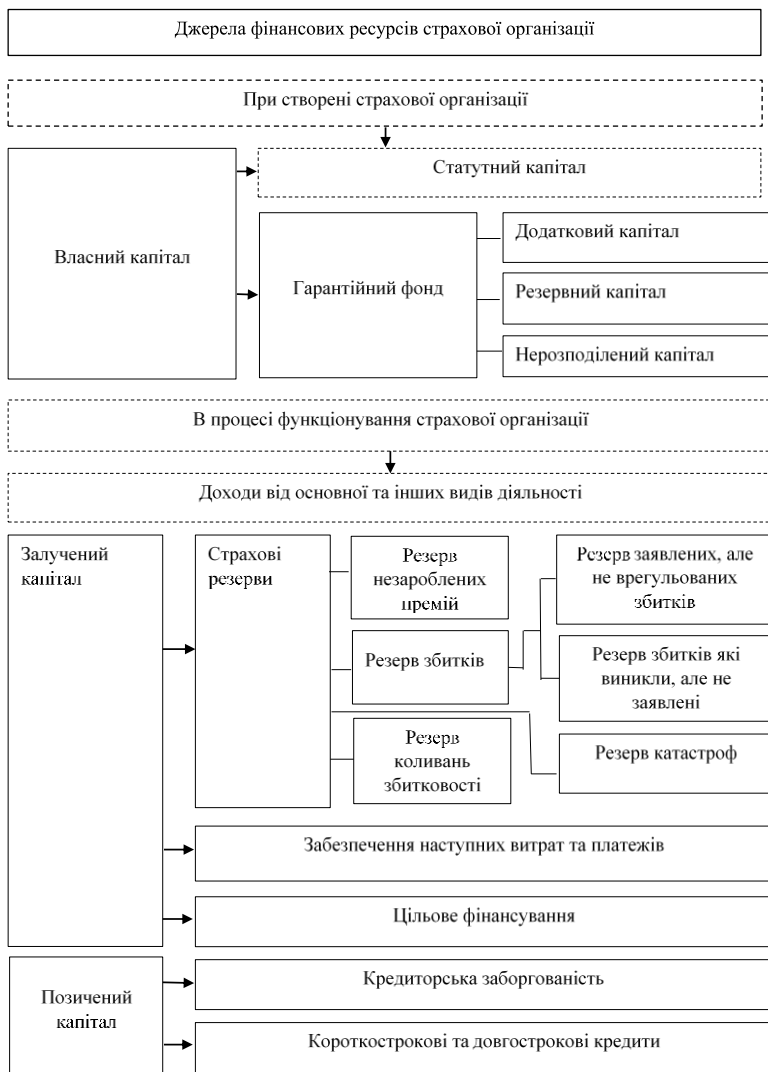 Джерела фінансових ресурсів страхової організації
При створені страхової організації
Статутний капітал
Власний капітал
Гарантійний фонд
Додатковий капітал
Резервний капітал
Нерозподілений капітал
В процесі функціонування страхової організації
Доходи від основної та інших видів діяльності
Залучений
капітал
Страхові
резерви
Резерв
незароблених
премій
Резерв заявлених, але
не врегульованих
збитків
Резерв збитків
Резерв збитків які
виникли, але не
заявлені
Резерв
коливань
збитковості
Резерв катастроф
Забезпечення наступних витрат та платежів
Цільове фінансування
Позичений
капітал
Кредиторська заборгованість
Короткострокові та довгострокові кредити